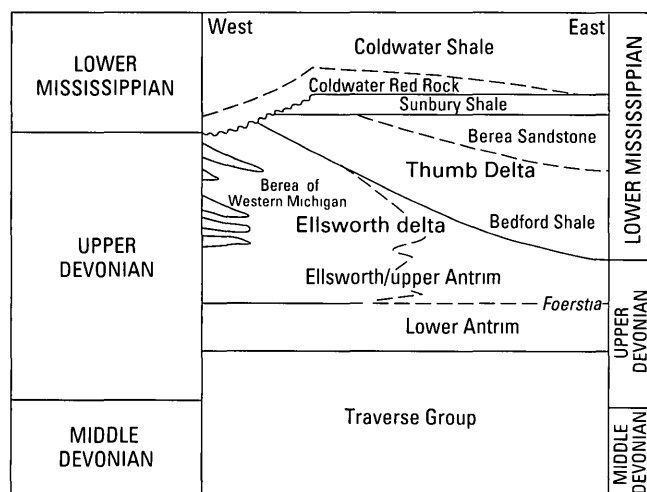 West
East
LOWER
MISSISSIPPIAN
Coldwater Shale
Coldwater Red Rock
Sunbury Shale
Berea Sandstone
Thumb Delta
Berea of
Western Michigan
Ellsworth delta
Bedford Shale
UPPER
DEVONIAN
Ellsworth/upper Antrim
Foerstia
Lower Antrim
MIDDLE
DEVONIAN
Traverse Group
LOWER MISSISSIPPIAN
UPPER
DEVONIAN
MIDDLE
DEVONIAN